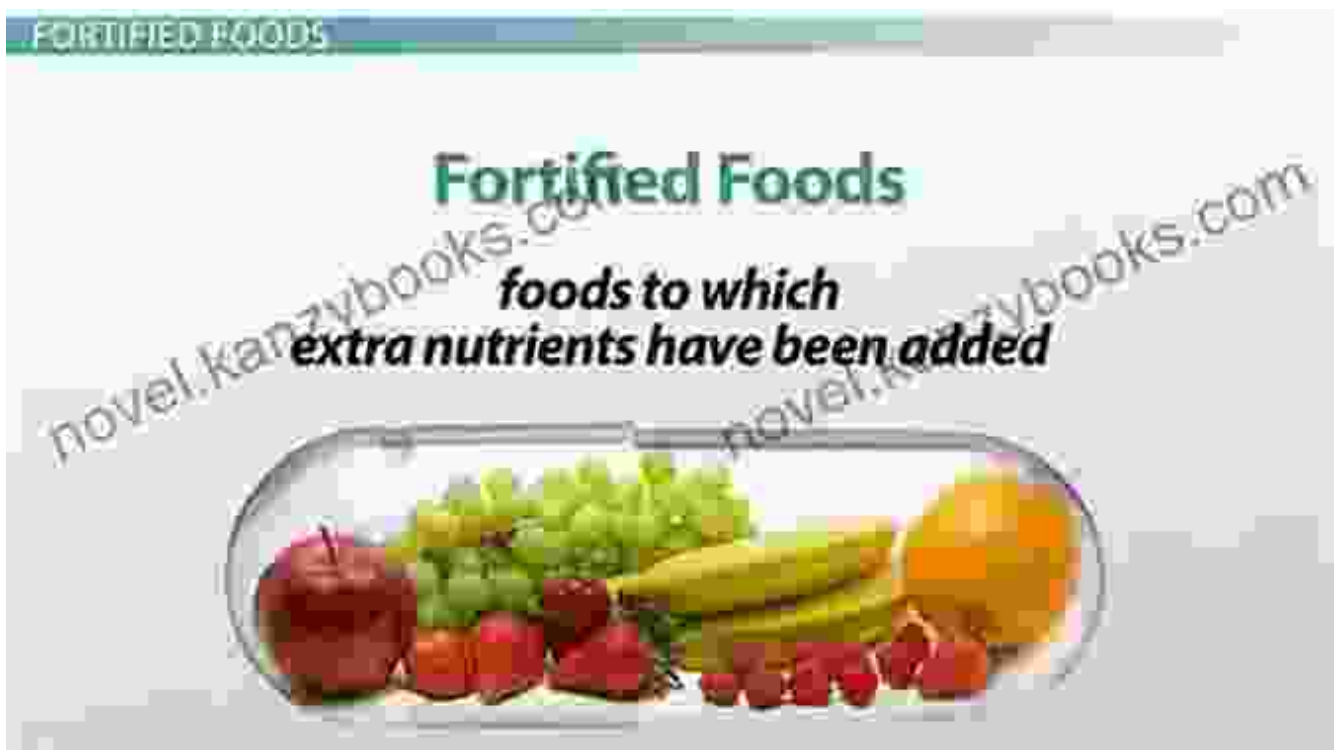 FORTIFIED FOODS
Fortified Foods
foods to which
extra nutrients have been added
novel.kanzybooks.com
novel.kanzybooks.com